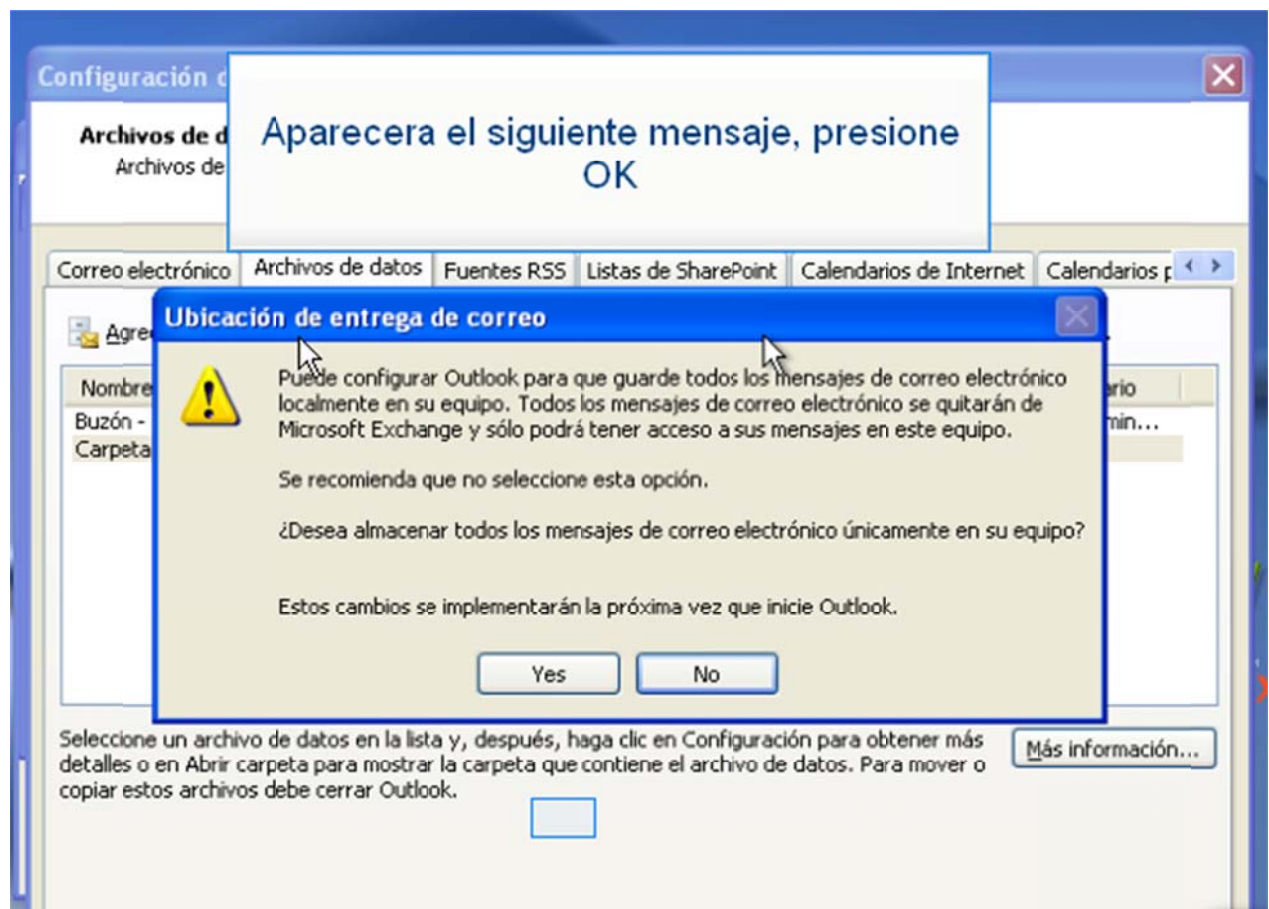 Configuración d
Aparecera el siguiente mensaje, presione
OK
Archivos de d
Archivos de
Correo electrónico Archivos de datos Fuentes RSS Listas de SharePoint Calendarios de Internet Calendarios p
Agre
Ubicación de entrega de correo
Nombre
Buzón -
Carpeta
Puede configurar Outlook para que guarde todos los mensajes de correo electrónico
localmente en su equipo. Todos los mensajes de correo electrónico se quitarán de
Microsoft Exchange y sólo podrá tener acceso a sus mensajes en este equipo.
Se recomienda que no seleccione esta opción.
¿Desea almacenar todos los mensajes de correo electrónico únicamente en su equipo?
Estos cambios se implementarán la próxima vez que inicie Outlook.
Yes No
ario
min...
Seleccione un archivo de datos en la lista y, después, haga clic en Configuración para obtener más
detalles o en Abrir carpeta para mostrar la carpeta que contiene el archivo de datos. Para mover o
copiar estos archivos debe cerrar Outlook.
Más información...